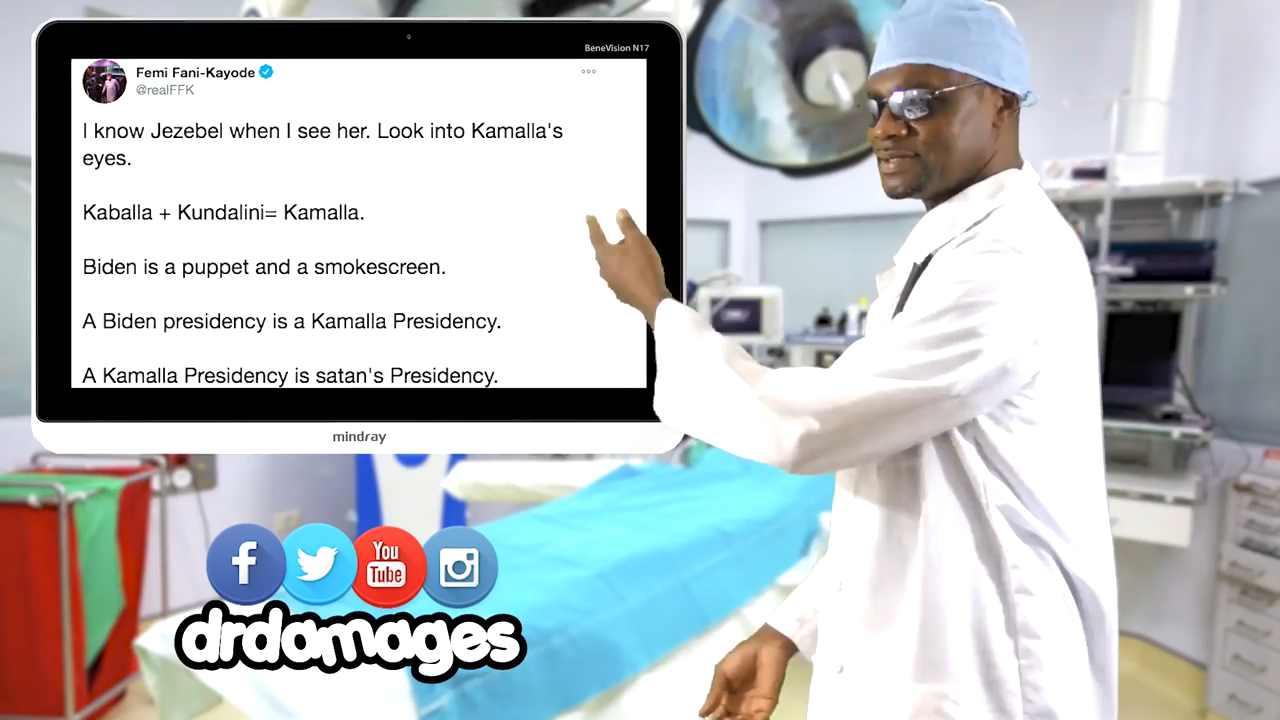 BeneVision N17
Femi Fani-Kayode
@realFFK
I know Jezebel when I see her. Look into Kamalla's
eyes.
Kaballa + Kundalini= Kamalla.
Biden is a puppet and a smokescreen.
A Biden presidency is a Kamalla Presidency.
A Kamalla Presidency is satan's Presidency.
mindray
f
You
Tube
drdamages